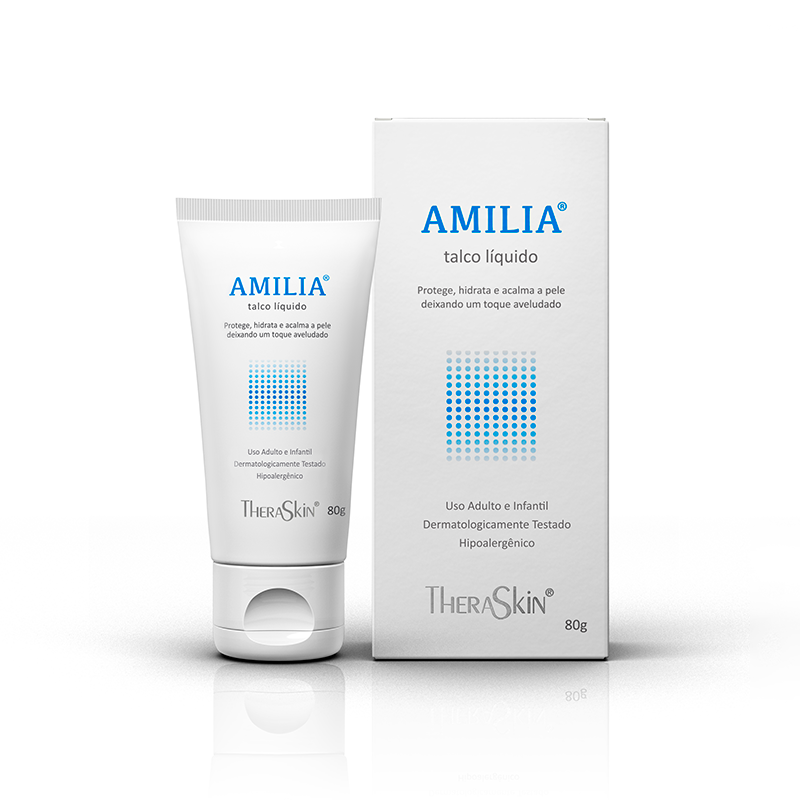 AMILIA®
talco líquido
Protege, hidrata e acalma a pele
deixando um toque aveludado
Uso Adulto e Infantil
Dermatologicamente Testado
Hipoalergênico
TheraSkin® 80g
AMILIA®
talco líquido
Protege, hidrata e acalma a pele
deixando um toque aveludado
Uso Adulto e Infantil
Dermatologicamente Testado
Hipoalergênico
TheraSkin®
80g